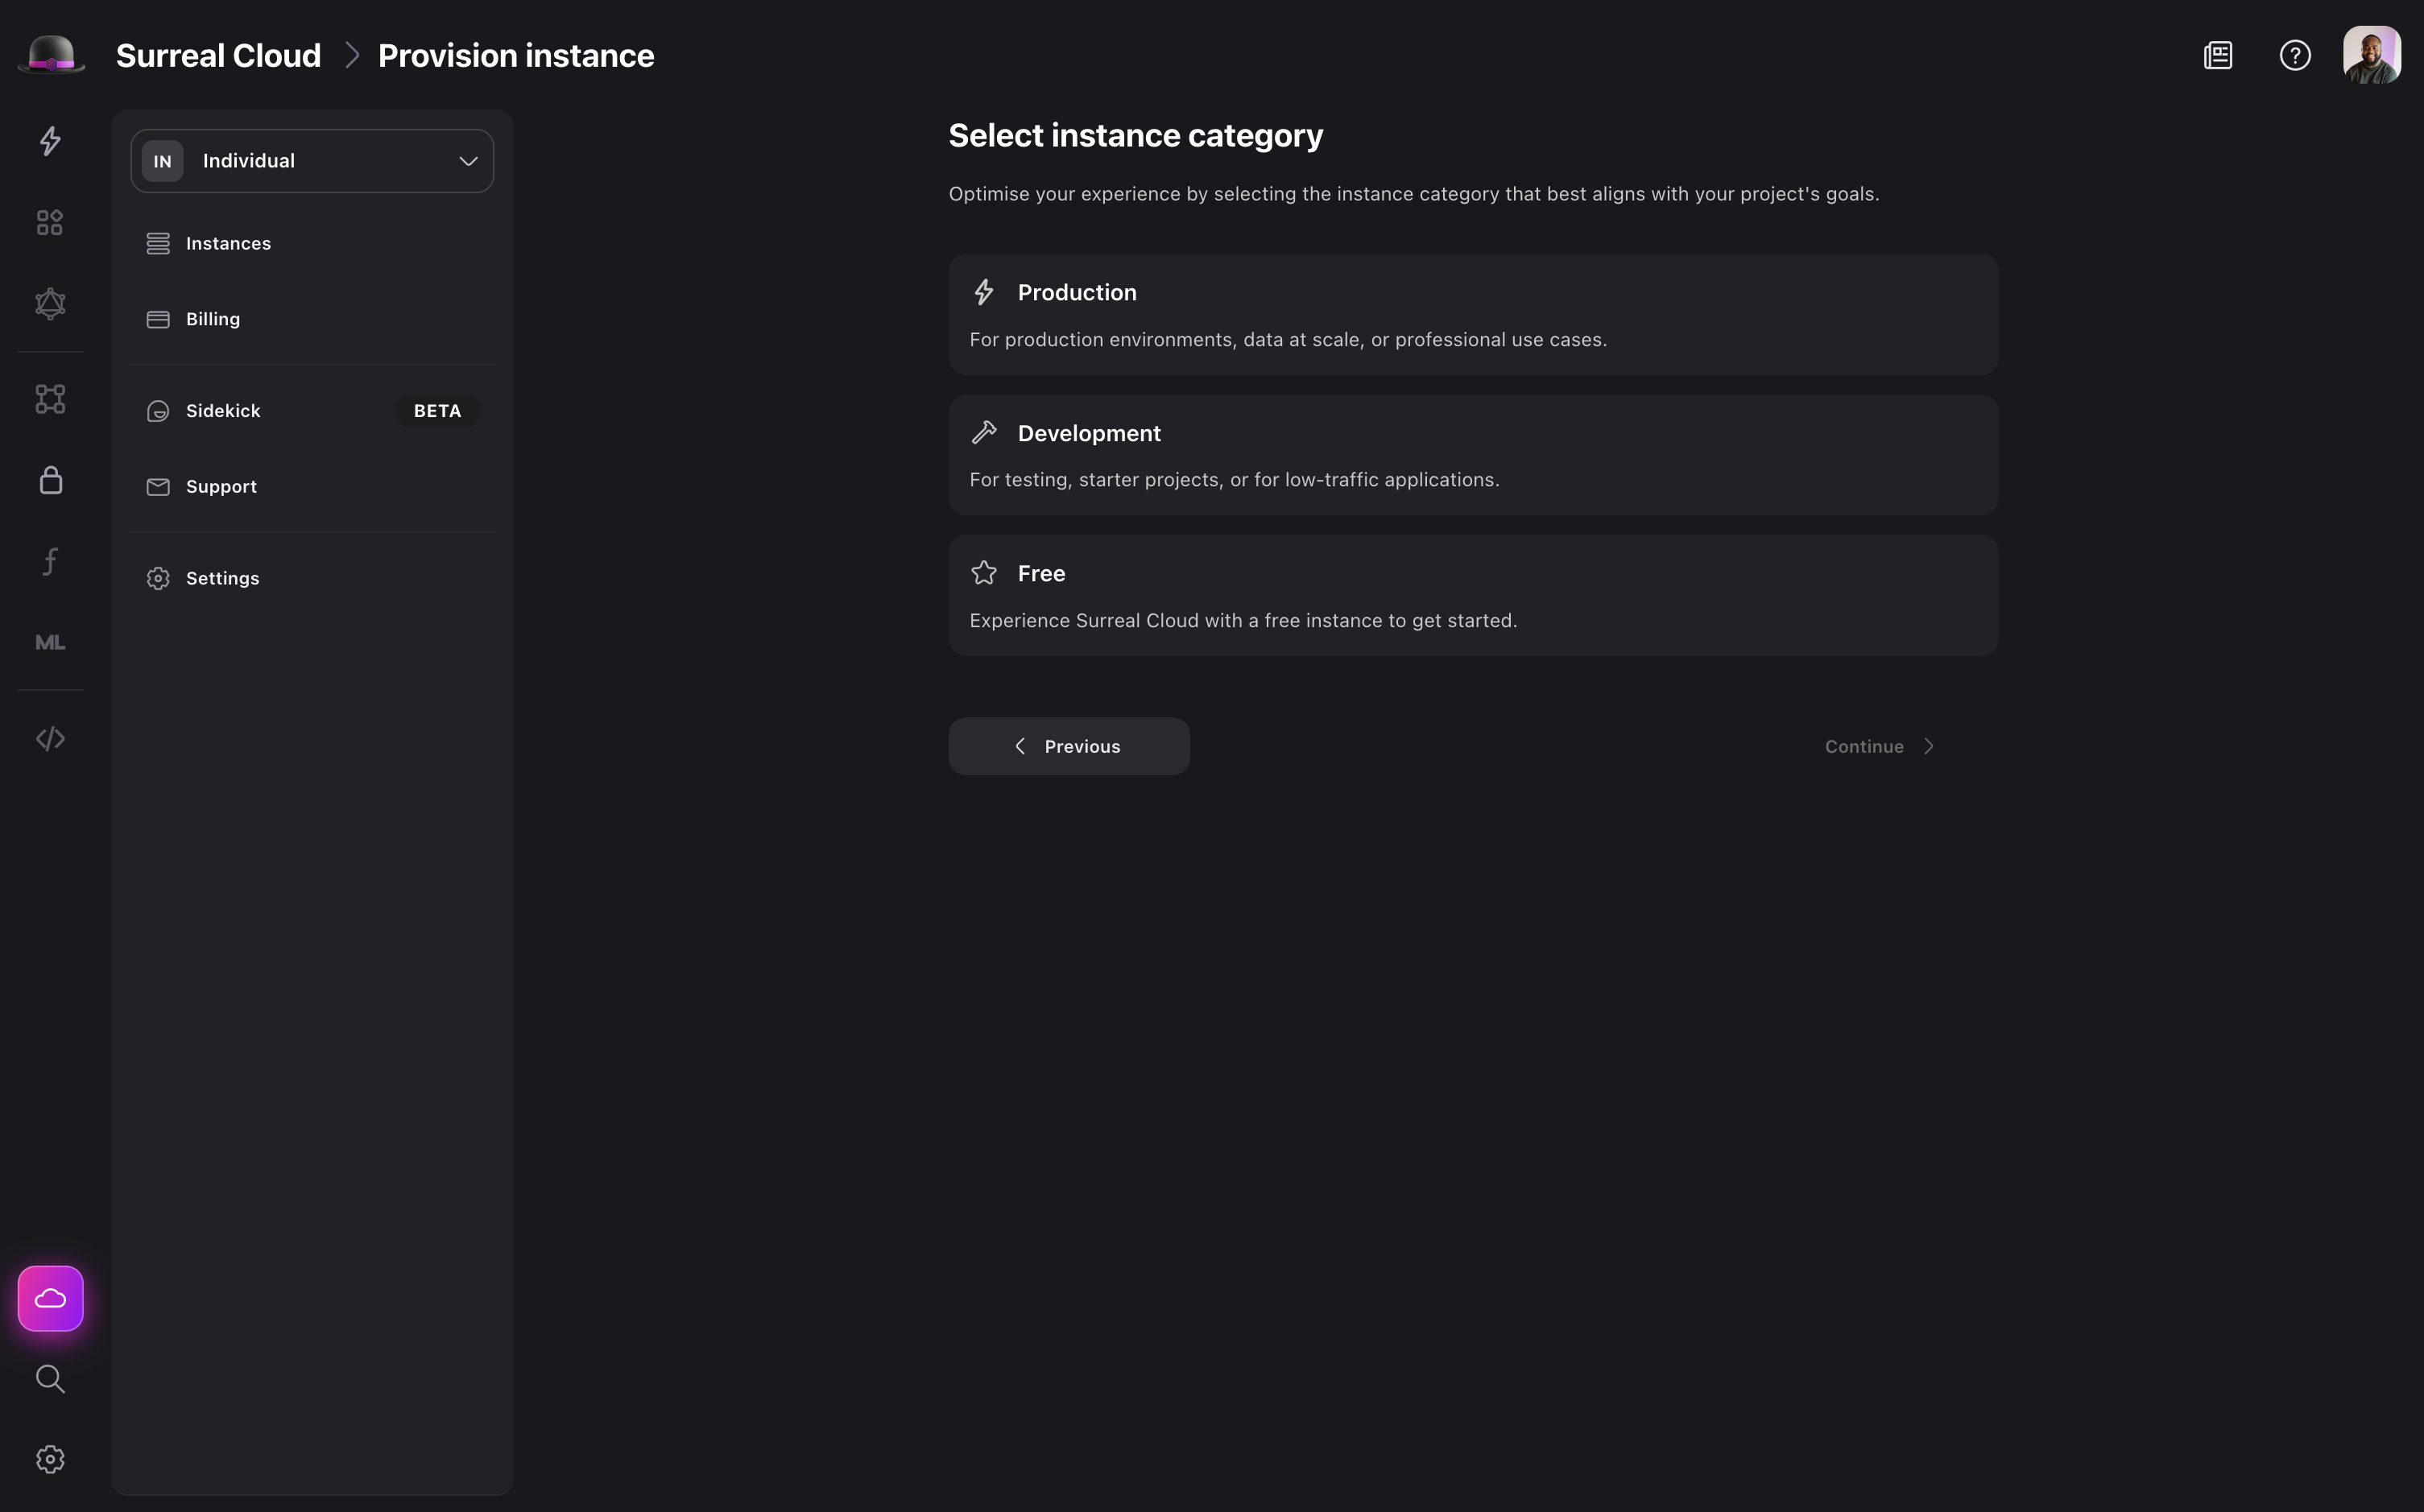 Surreal Cloud
Provision instance
IN
Individual
Instances
Billing
Sidekick
BETA
Support
Settings
ML
Select instance category
Optimise your experience by selecting the instance category that best aligns with your project's goals.
Production
For production environments, data at scale, or professional use cases.
Development
For testing, starter projects, or for low-traffic applications.
Free
Experience Surreal Cloud with a free instance to get started.
Previous
Continue